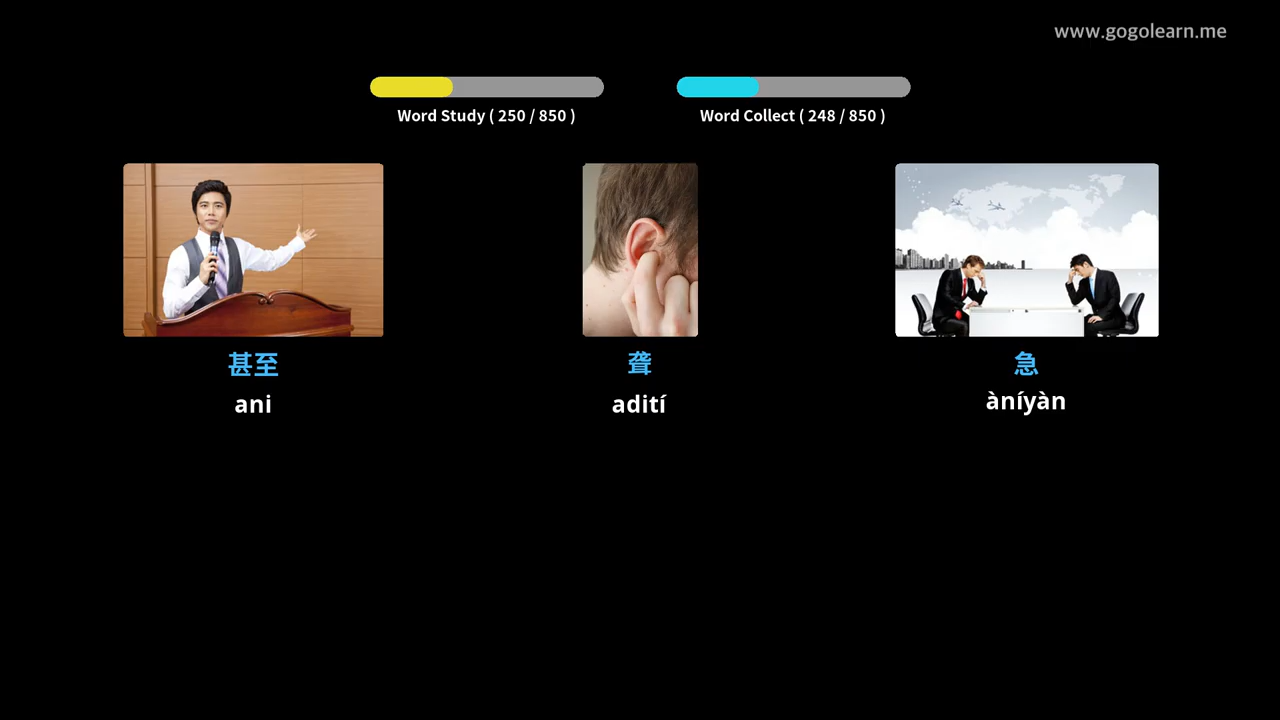 www.gogolearn.me
Word Study ( 250 / 850 )
Word Collect ( 248 / 850 )
甚至
ani
聋
adití
急
àníyàn